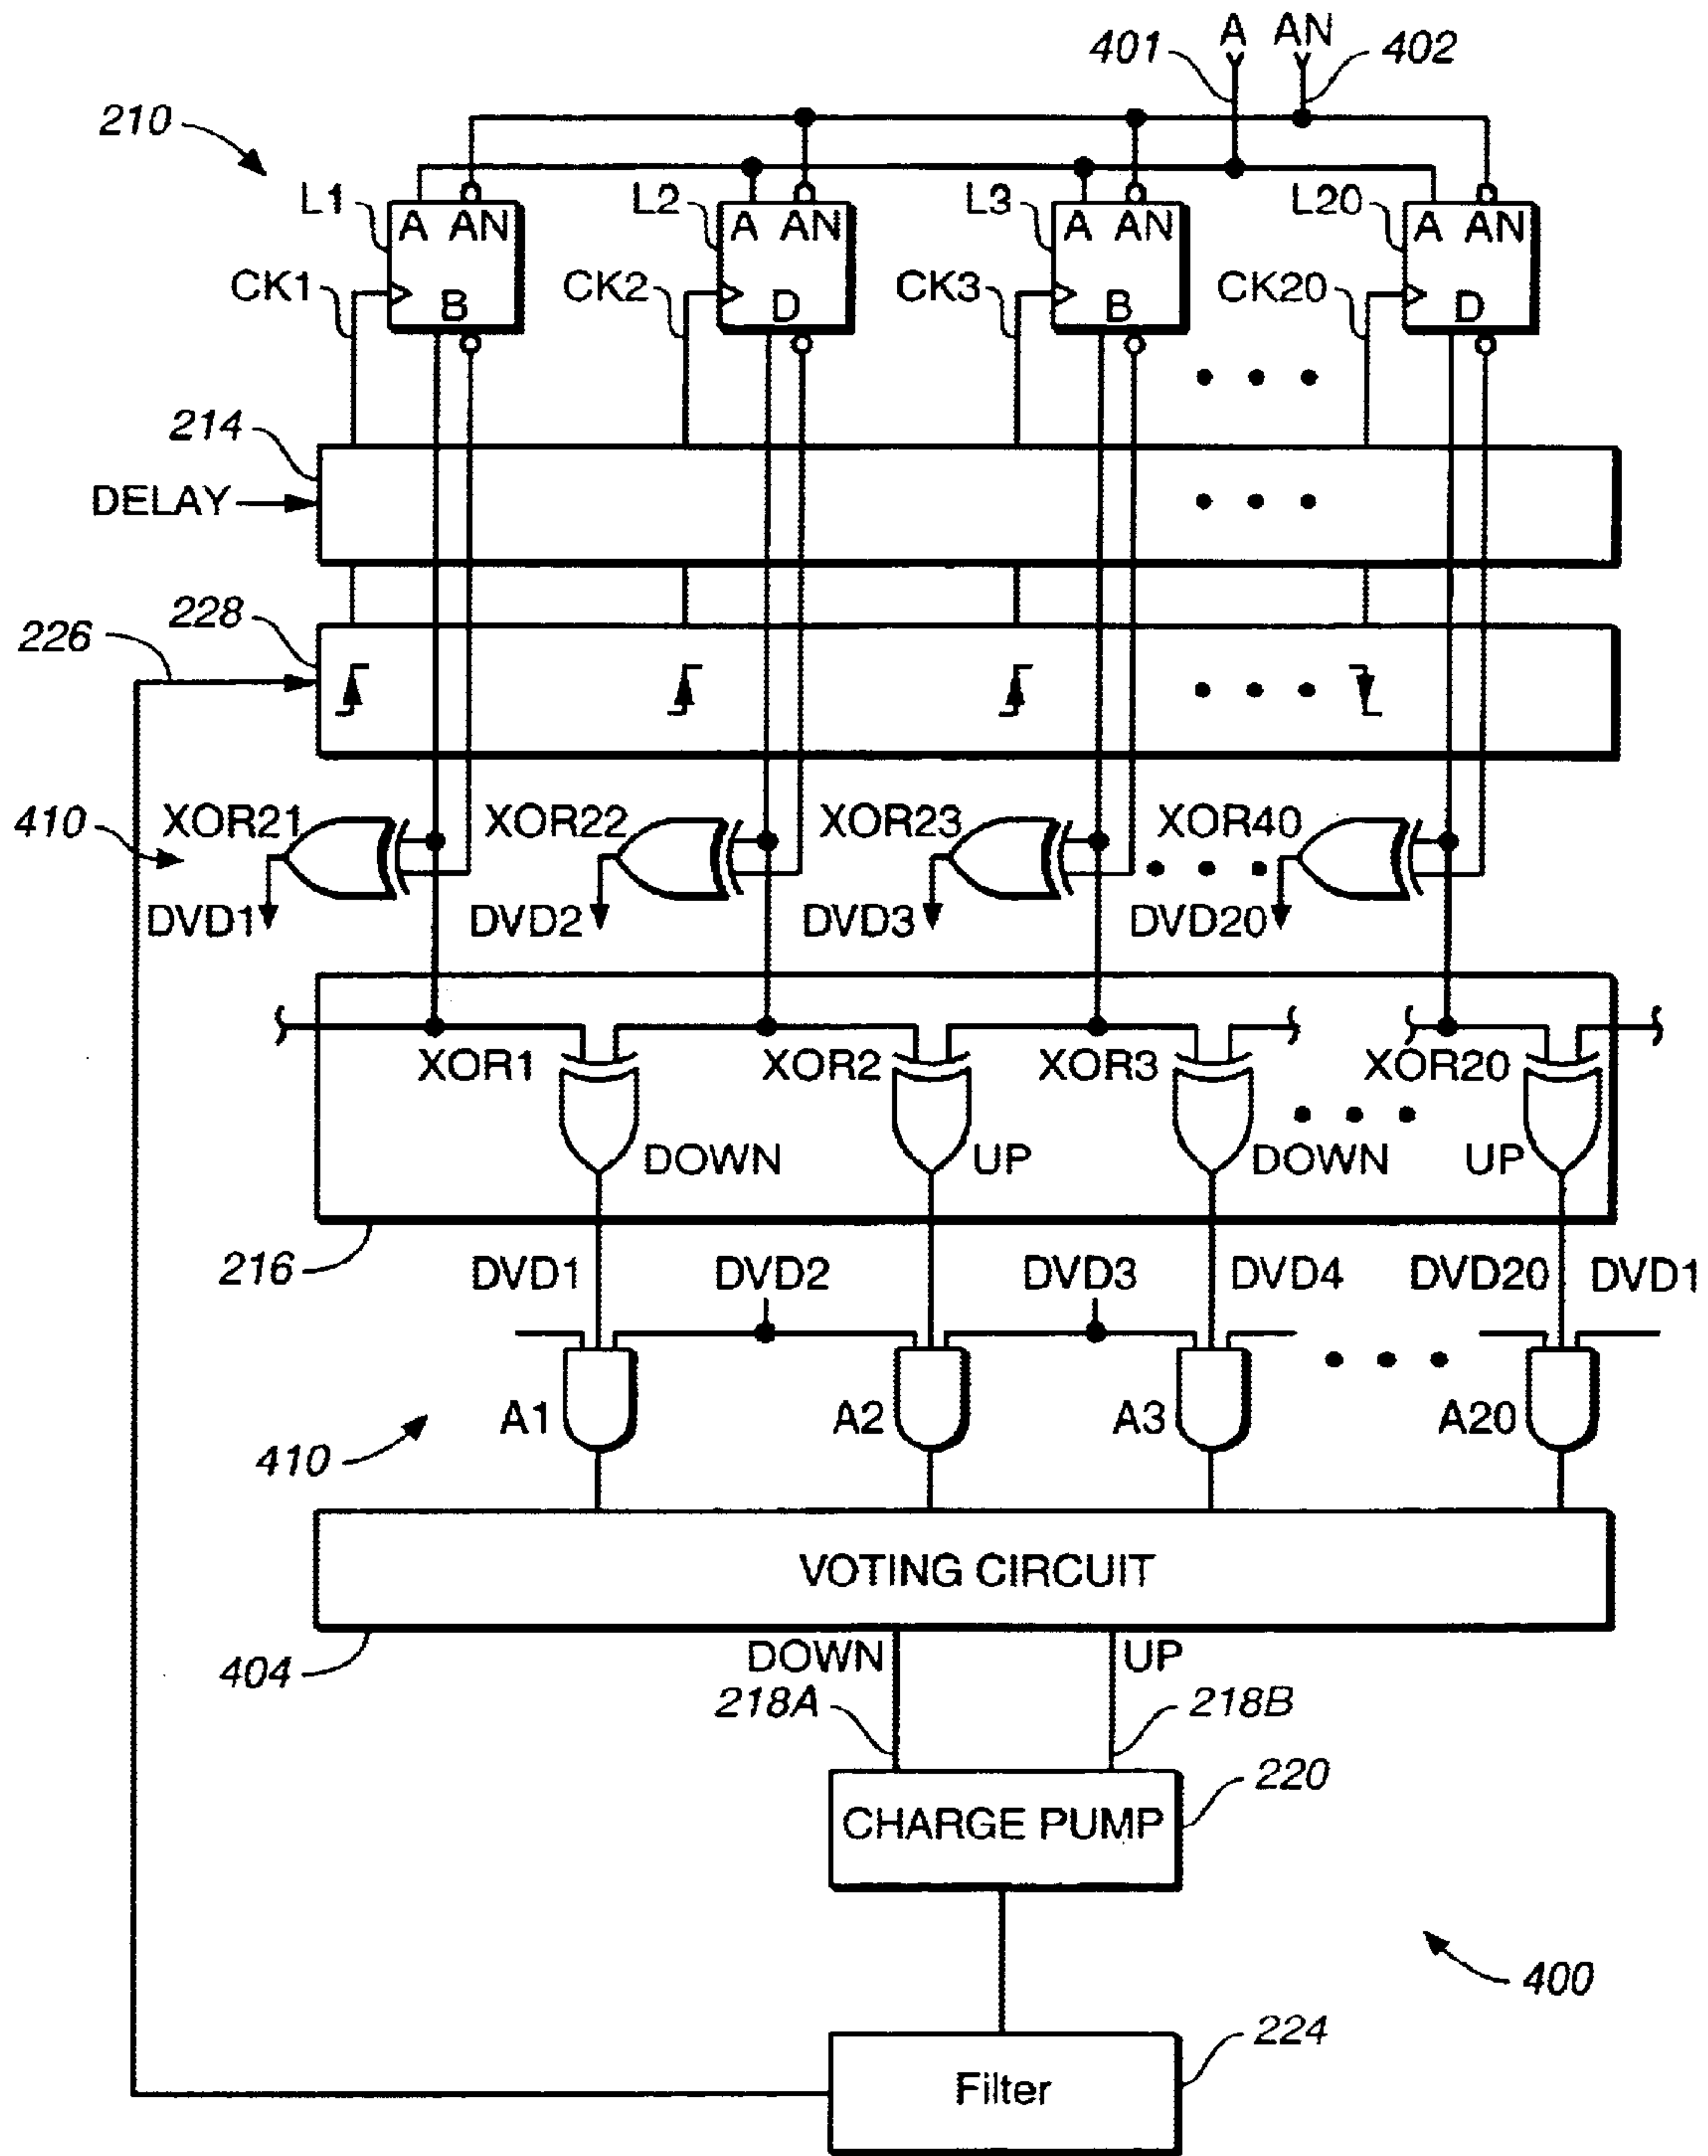 A AN
401 402
210
L1 L2 L3 L20
A AN A AN A AN A AN
CK1 CK2 CK3 CK20
B D B D
214
DELAY
228
226
410
XOR21 XOR22 XOR23 XOR40
DVD1 DVD2 DVD3 DVD20
XOR1 XOR2 XOR3 XOR20
DOWN UP DOWN UP
216
DVD1 DVD2 DVD3 DVD4 DVD20 DVD1
A1 A2 A3 A20
410
VOTING CIRCUIT
404
DOWN UP
218A 218B
220
CHARGE PUMP
400
224
Filter